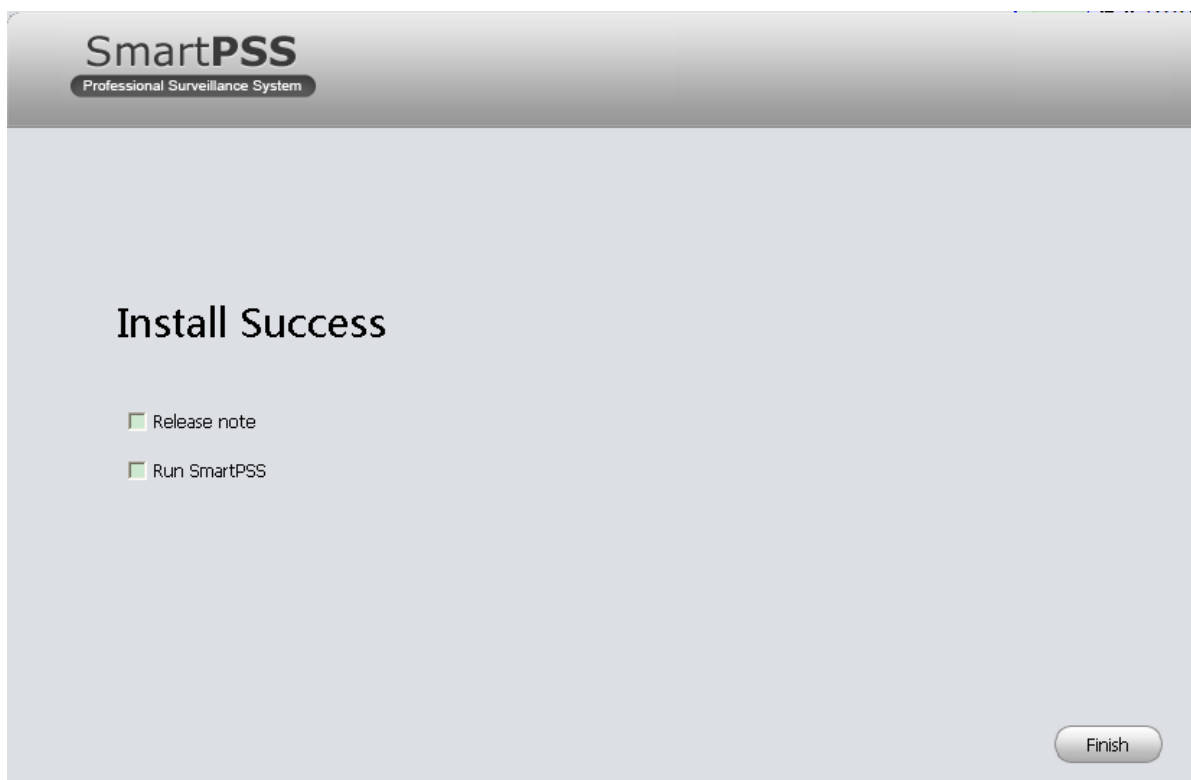 SmartPSS
Professional Surveillance System
Install Success
Release note
Run SmartPSS
Finish